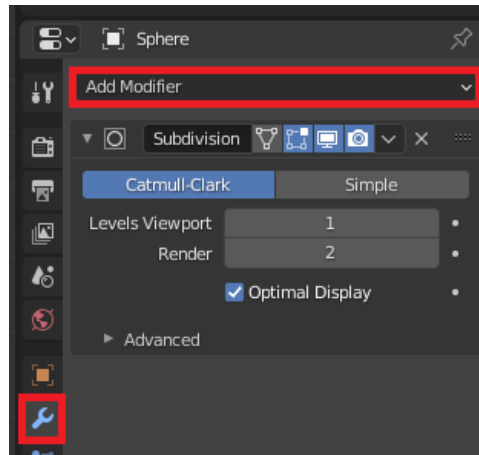 Sphere
Add Modifier
Subdivision
Catmull-Clark Simple
Levels Viewport 1
Render 2
Optimal Display
Advanced